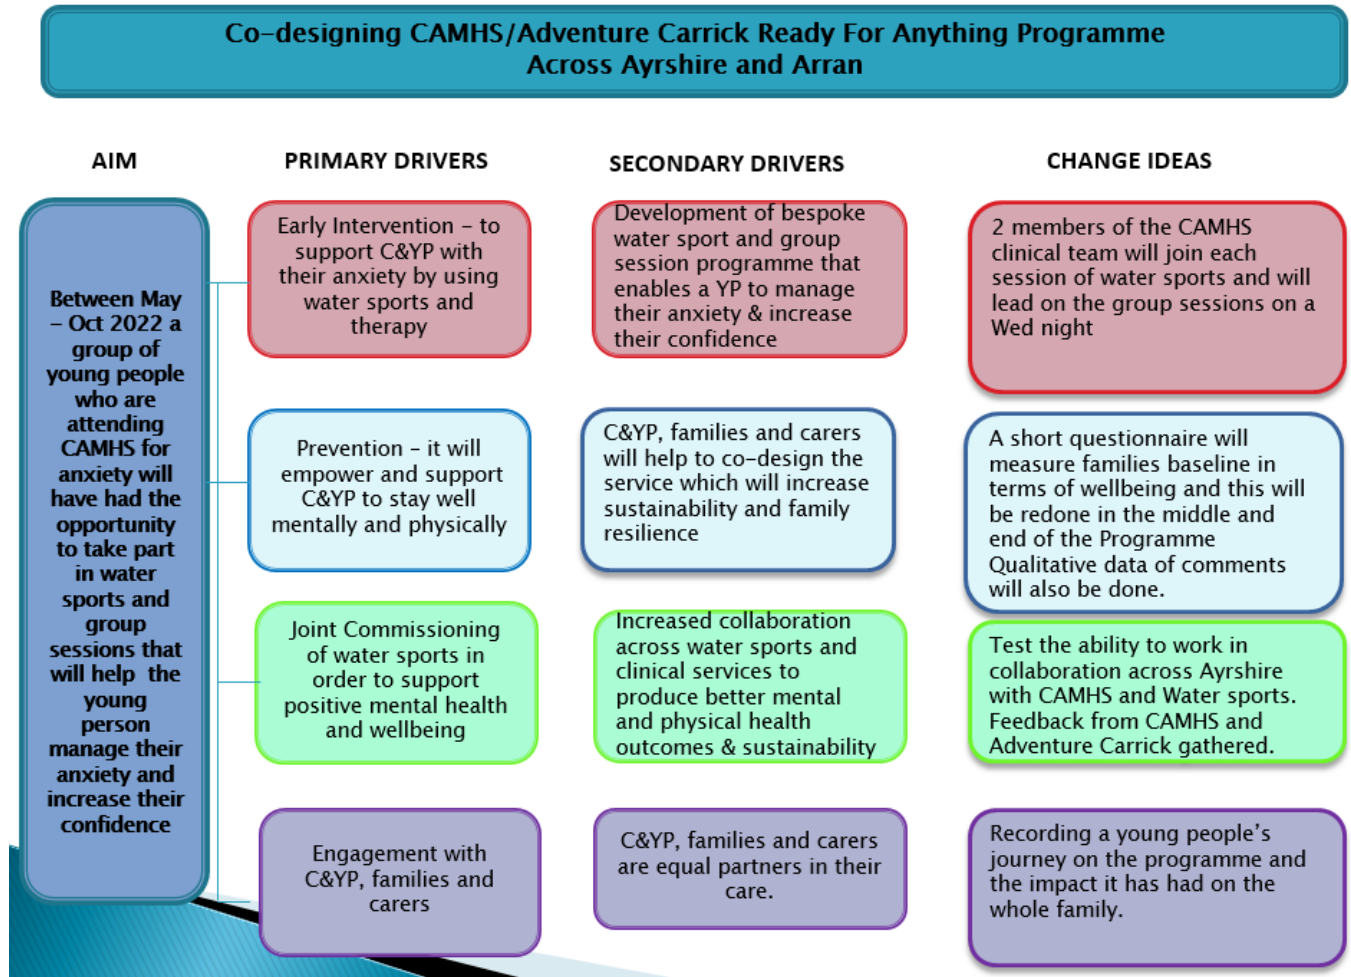 Co-designing CAMHS/Adventure Carrick Ready For Anything Programme
Across Ayrshire and Arran
AIM
PRIMARY DRIVERS
SECONDARY DRIVERS
CHANGE IDEAS
Between May
– Oct 2022 a
group of
young people
who are
attending
CAMHS for
anxiety will
have had the
opportunity
to take part
in water
sports and
group
sessions that
will help the
young
person
manage their
anxiety and
increase their
confidence
Early Intervention – to
support C&YP with
their anxiety by using
water sports and
therapy
Development of bespoke
water sport and group
session programme that
enables a YP to manage
their anxiety & increase
their confidence
2 members of the CAMHS
clinical team will join each
session of water sports and will
lead on the group sessions on a
Wed night
Prevention – it will
empower and support
C&YP to stay well
mentally and physically
C&YP, families and carers
will help to co-design the
service which will increase
sustainability and family
resilience
A short questionnaire will
measure families baseline in
terms of wellbeing and this will
be redone in the middle and
end of the Programme
Qualitative data of comments
will also be done.
Joint Commissioning
of water sports in
order to support
positive mental health
and wellbeing
Increased collaboration
across water sports and
clinical services to
produce better mental
and physical health
outcomes & sustainability
Test the ability to work in
collaboration across Ayrshire
with CAMHS and Water sports.
Feedback from CAMHS and
Adventure Carrick gathered.
Engagement with
C&YP, families and
carers
C&YP, families and carers
are equal partners in their
care.
Recording a young people's
journey on the programme and
the impact it has had on the
whole family.